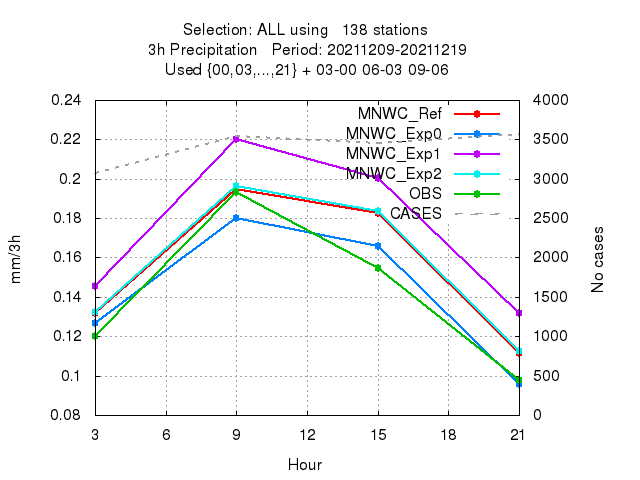 Selection: ALL using   138 stations
3h Precipitation   Period: 20211209-20211219
Used {00,03,...,21} + 03-00 06-03 09-06
0.24
0.22
0.2
0.18
0.16
0.14
0.12
0.1
0.08
4000
3500
3000
2500
2000
1500
1000
500
0
MNWC_Ref
MNWC_Exp0
MNWC_Exp1
MNWC_Exp2
OBS
CASES
mm/3h
No cases
3 6 9 12 15 18 21
Hour